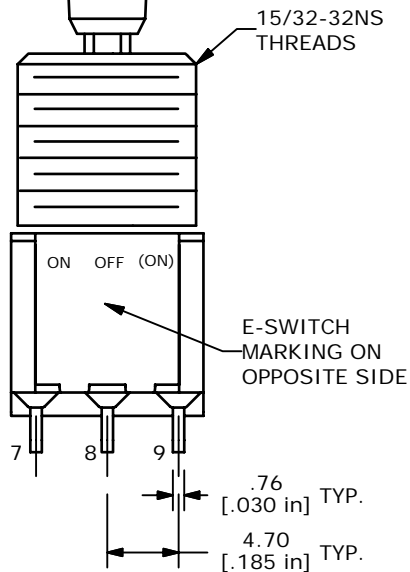 15/32-32NS
THREADS
ON OFF (ON)
E-SWITCH
MARKING ON
OPPOSITE SIDE
7 8 9
.76
[.030 in] TYP.
4.70
[.185 in] TYP.